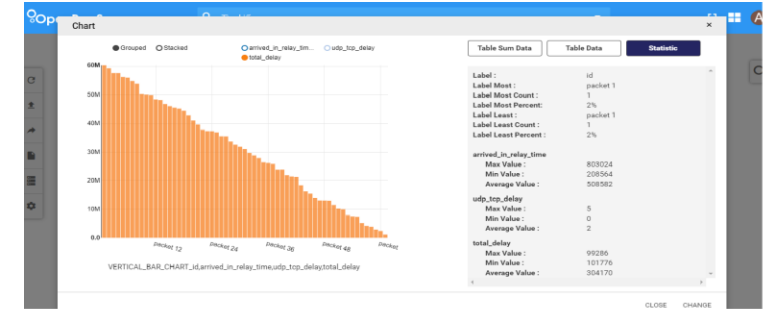 Chart
×
Grouped
Stacked
arrived_in_relay_tim...
udp_tcp_delay
total_delay
60M
50M
40M
30M
20M
10M
0.0
packet 12
packet 24
packet 36
packet 48
packet
VERTICAL_BAR_CHART_id,arrived_in_relay_time,udp_tcp_delay,total_delay
Table Sum Data
Table Data
Statistic
Label : id
Label Most : packet 1
Label Most Count : 1
Label Most Percent: 2%
Label Least : packet 1
Label Least Count : 1
Label Least Percent : 2%
arrived_in_relay_time
Max Value : 803024
Min Value : 208564
Average Value : 508582
udp_tcp_delay
Max Value : 5
Min Value : 0
Average Value : 2
total_delay
Max Value : 99286
Min Value : 101776
Average Value : 304170
CLOSE
CHANGE